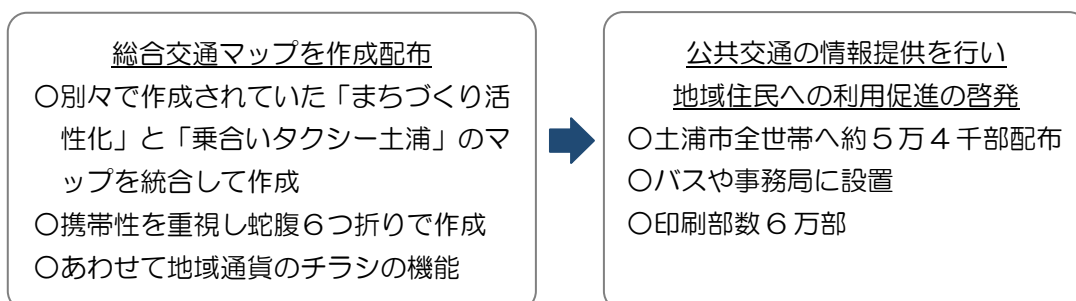 総合交通マップを作成配布
○別々で作成されていた「まちづくり活
性化」と「乗合いタクシー土浦」のマ
ップを統合して作成
○携帯性を重視し蛇腹６つ折りで作成
○あわせて地域通貨のチラシの機能
公共交通の情報提供を行い
地域住民への利用促進の啓発
○土浦市全世帯へ約５万４千部配布
○バスや事務局に設置
○印刷部数６万部